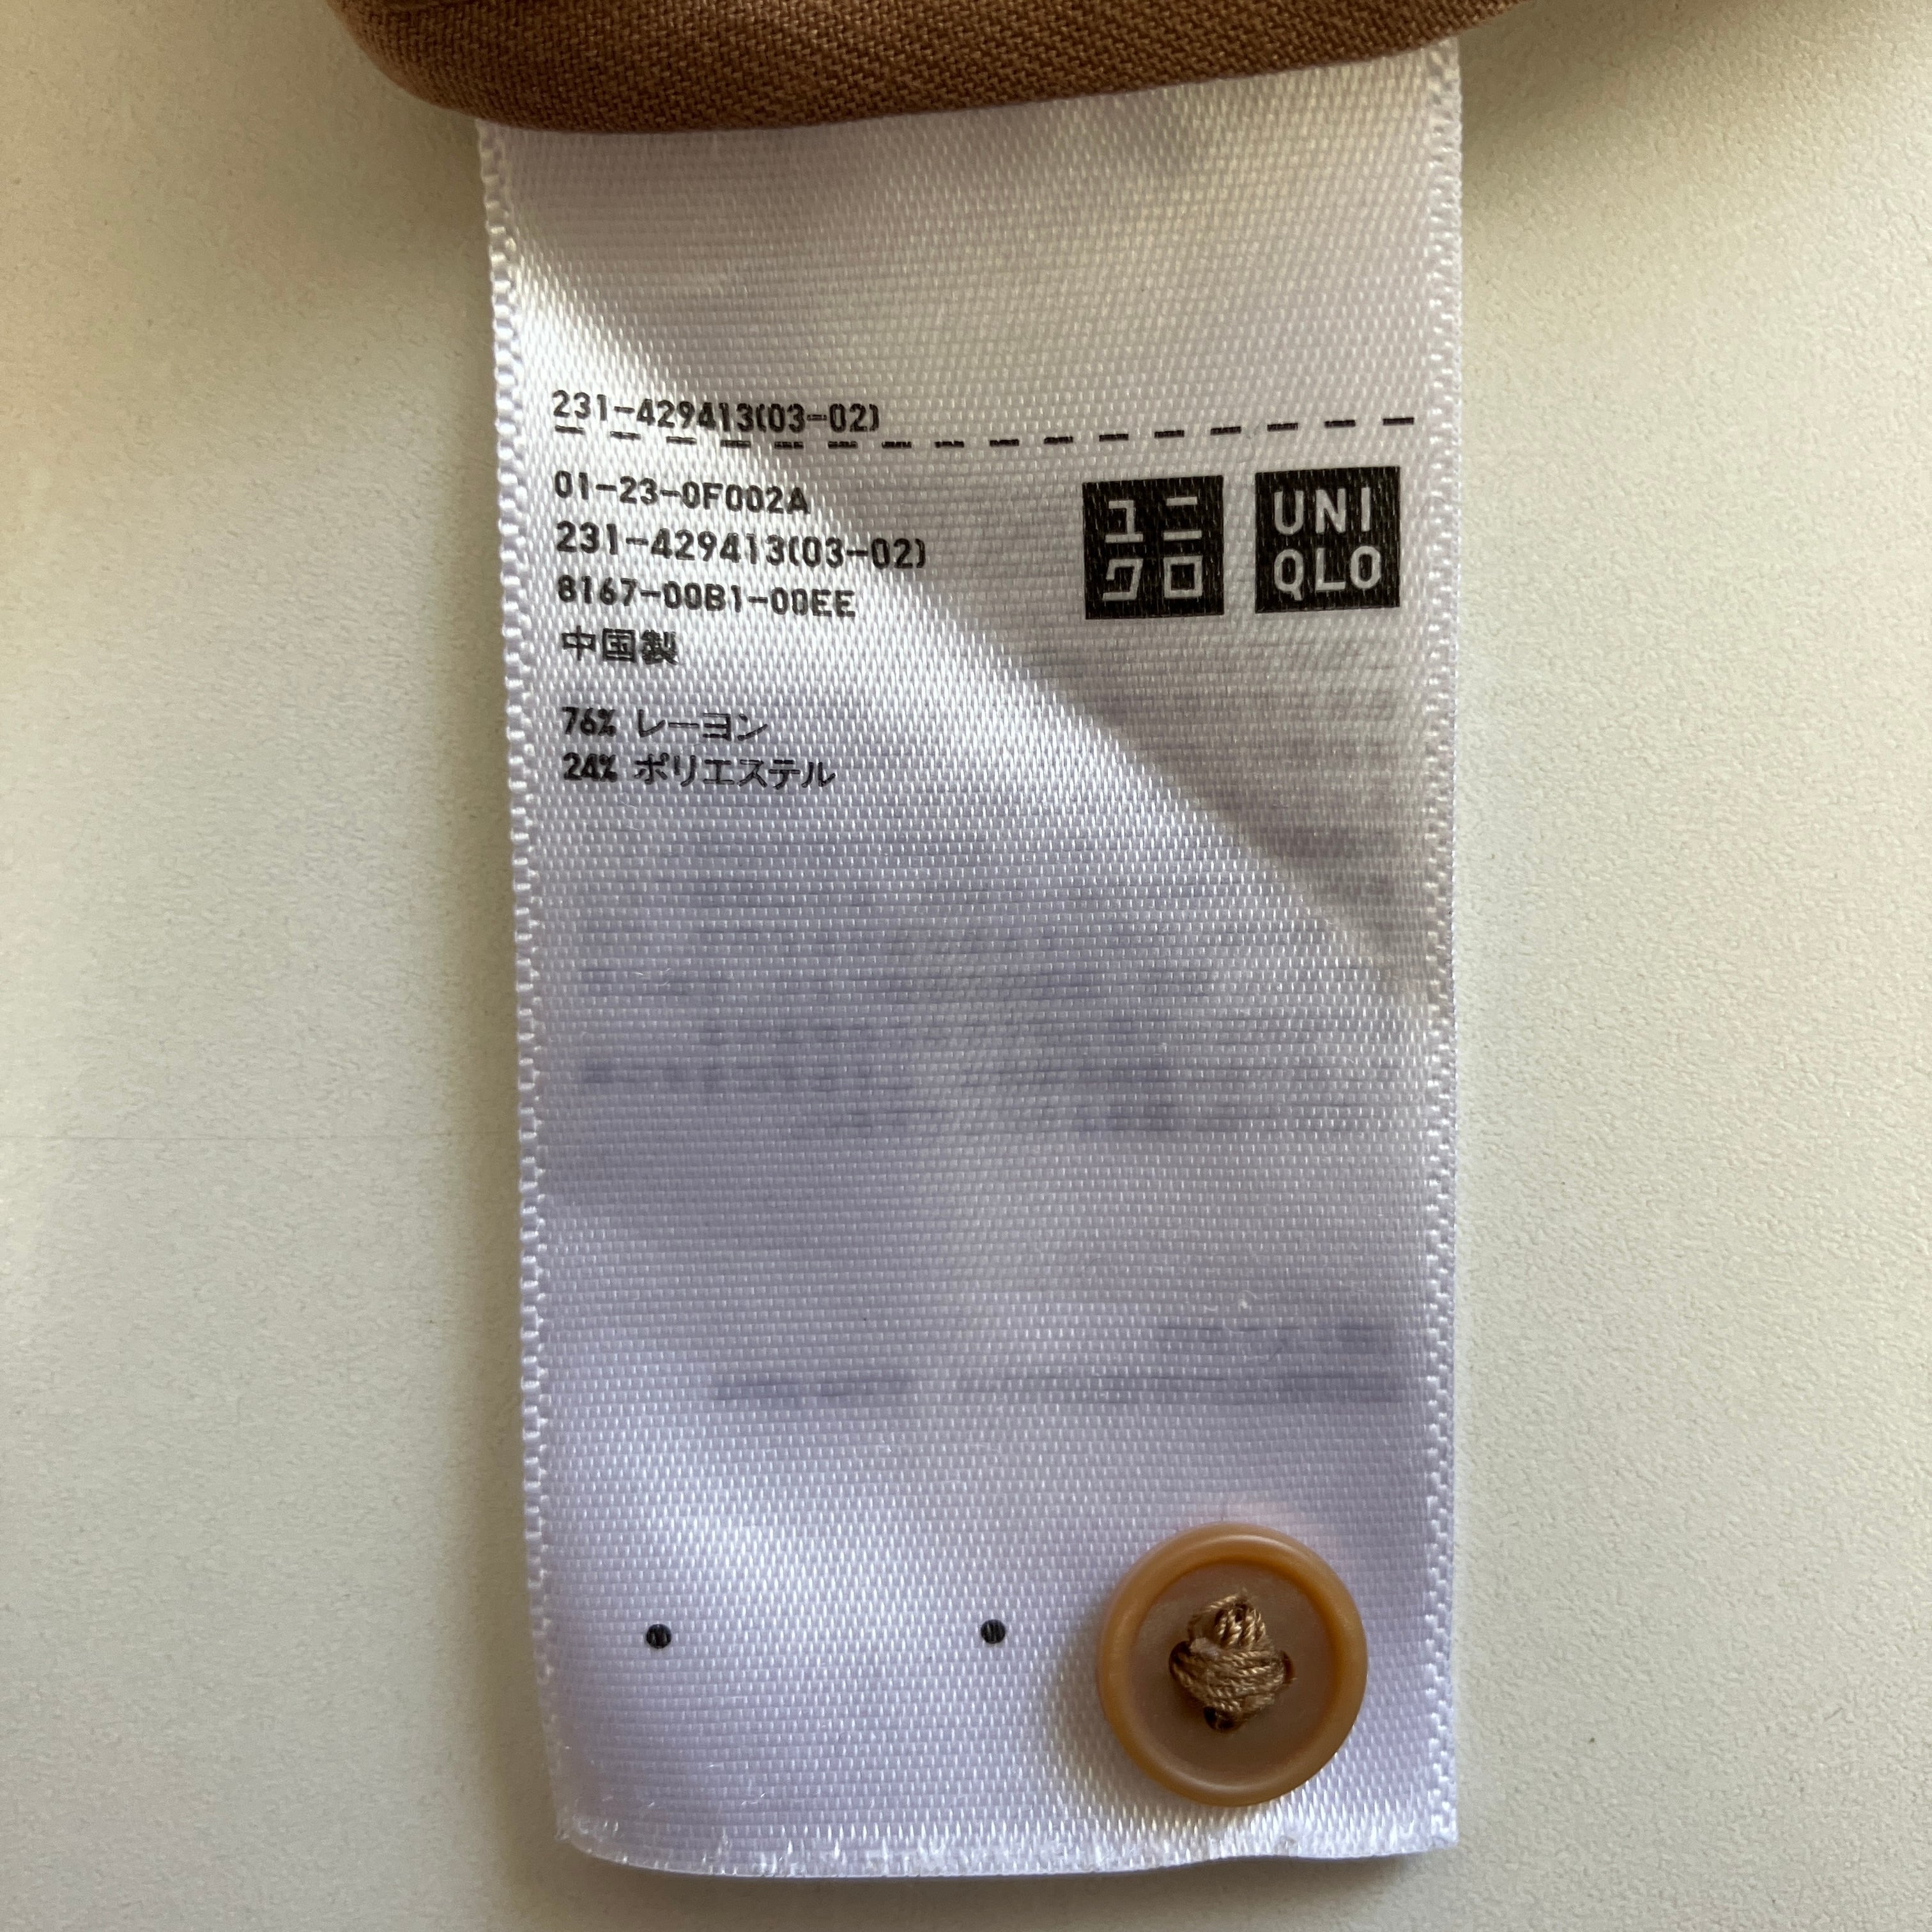 231-429413(03-02)
01-23-0F002A
231-429413(03-02)
8167-00B1-00EE
中国製
76% レーヨン
24% ポリエステル
ユニ
クロ
UNI
QLO